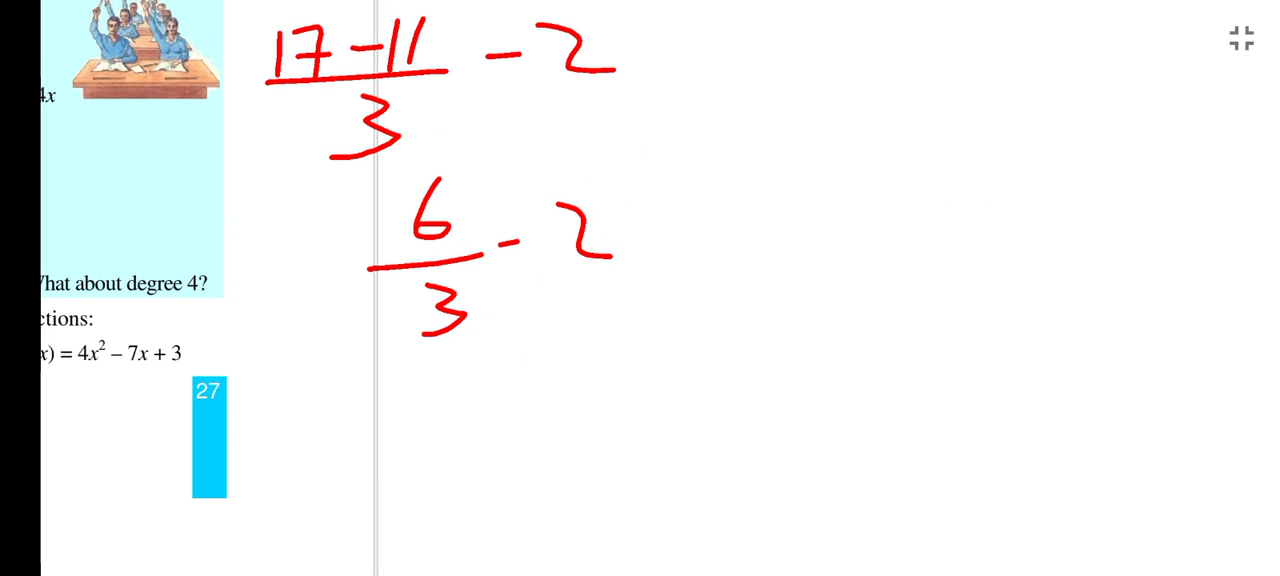 17 - 11 - 2
3
6 - 2
3
4x
hat about degree 4?
ctions:
x) = 4x² – 7x + 3
27